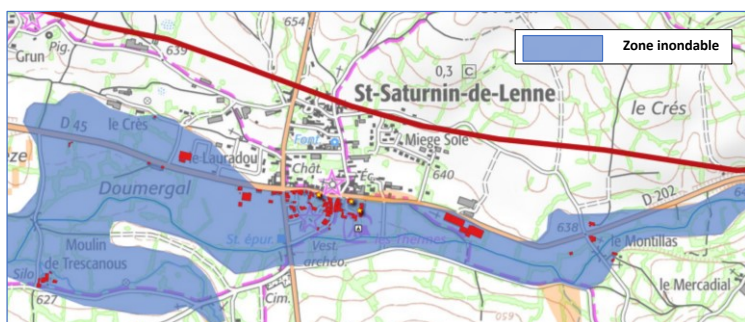 Zone inondable
654
Pig.
639
Grun
0,3 C
St-Saturnin-de-Lenne
le Crés
le Crès
D 45
Font.
Miege Sole
le Lauradou
Chât.
Éc.
640
D 202
Doumergal
St. épur.
les Thermes
638
le Montillas
Moulin
de Trescanous
Vest.
archéo.
Silo
627
Cim.
le Mercadial
659